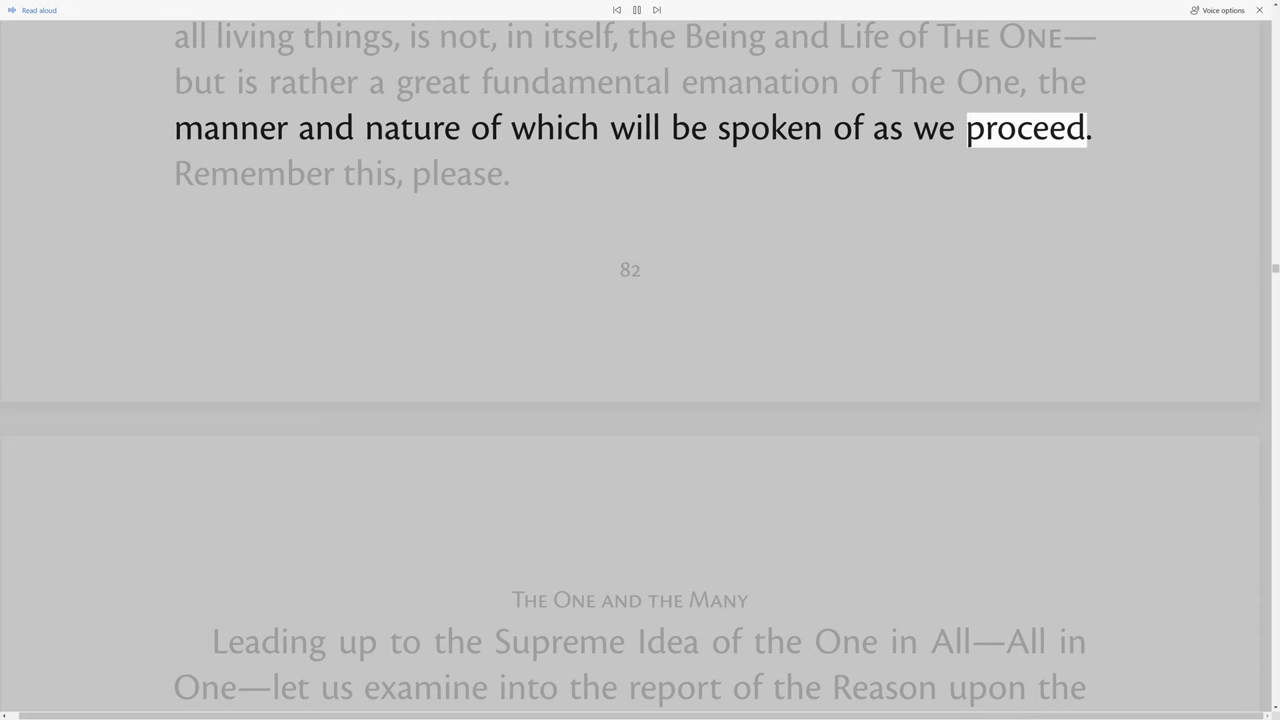 Read aloud
Voice options
all living things, is not, in itself, the Being and Life of THE ONE—
but is rather a great fundamental emanation of The One, the
manner and nature of which will be spoken of as we proceed.
Remember this, please.
82
THE ONE AND THE MANY
Leading up to the Supreme Idea of the One in All—All in
One—let us examine into the report of the Reason upon the